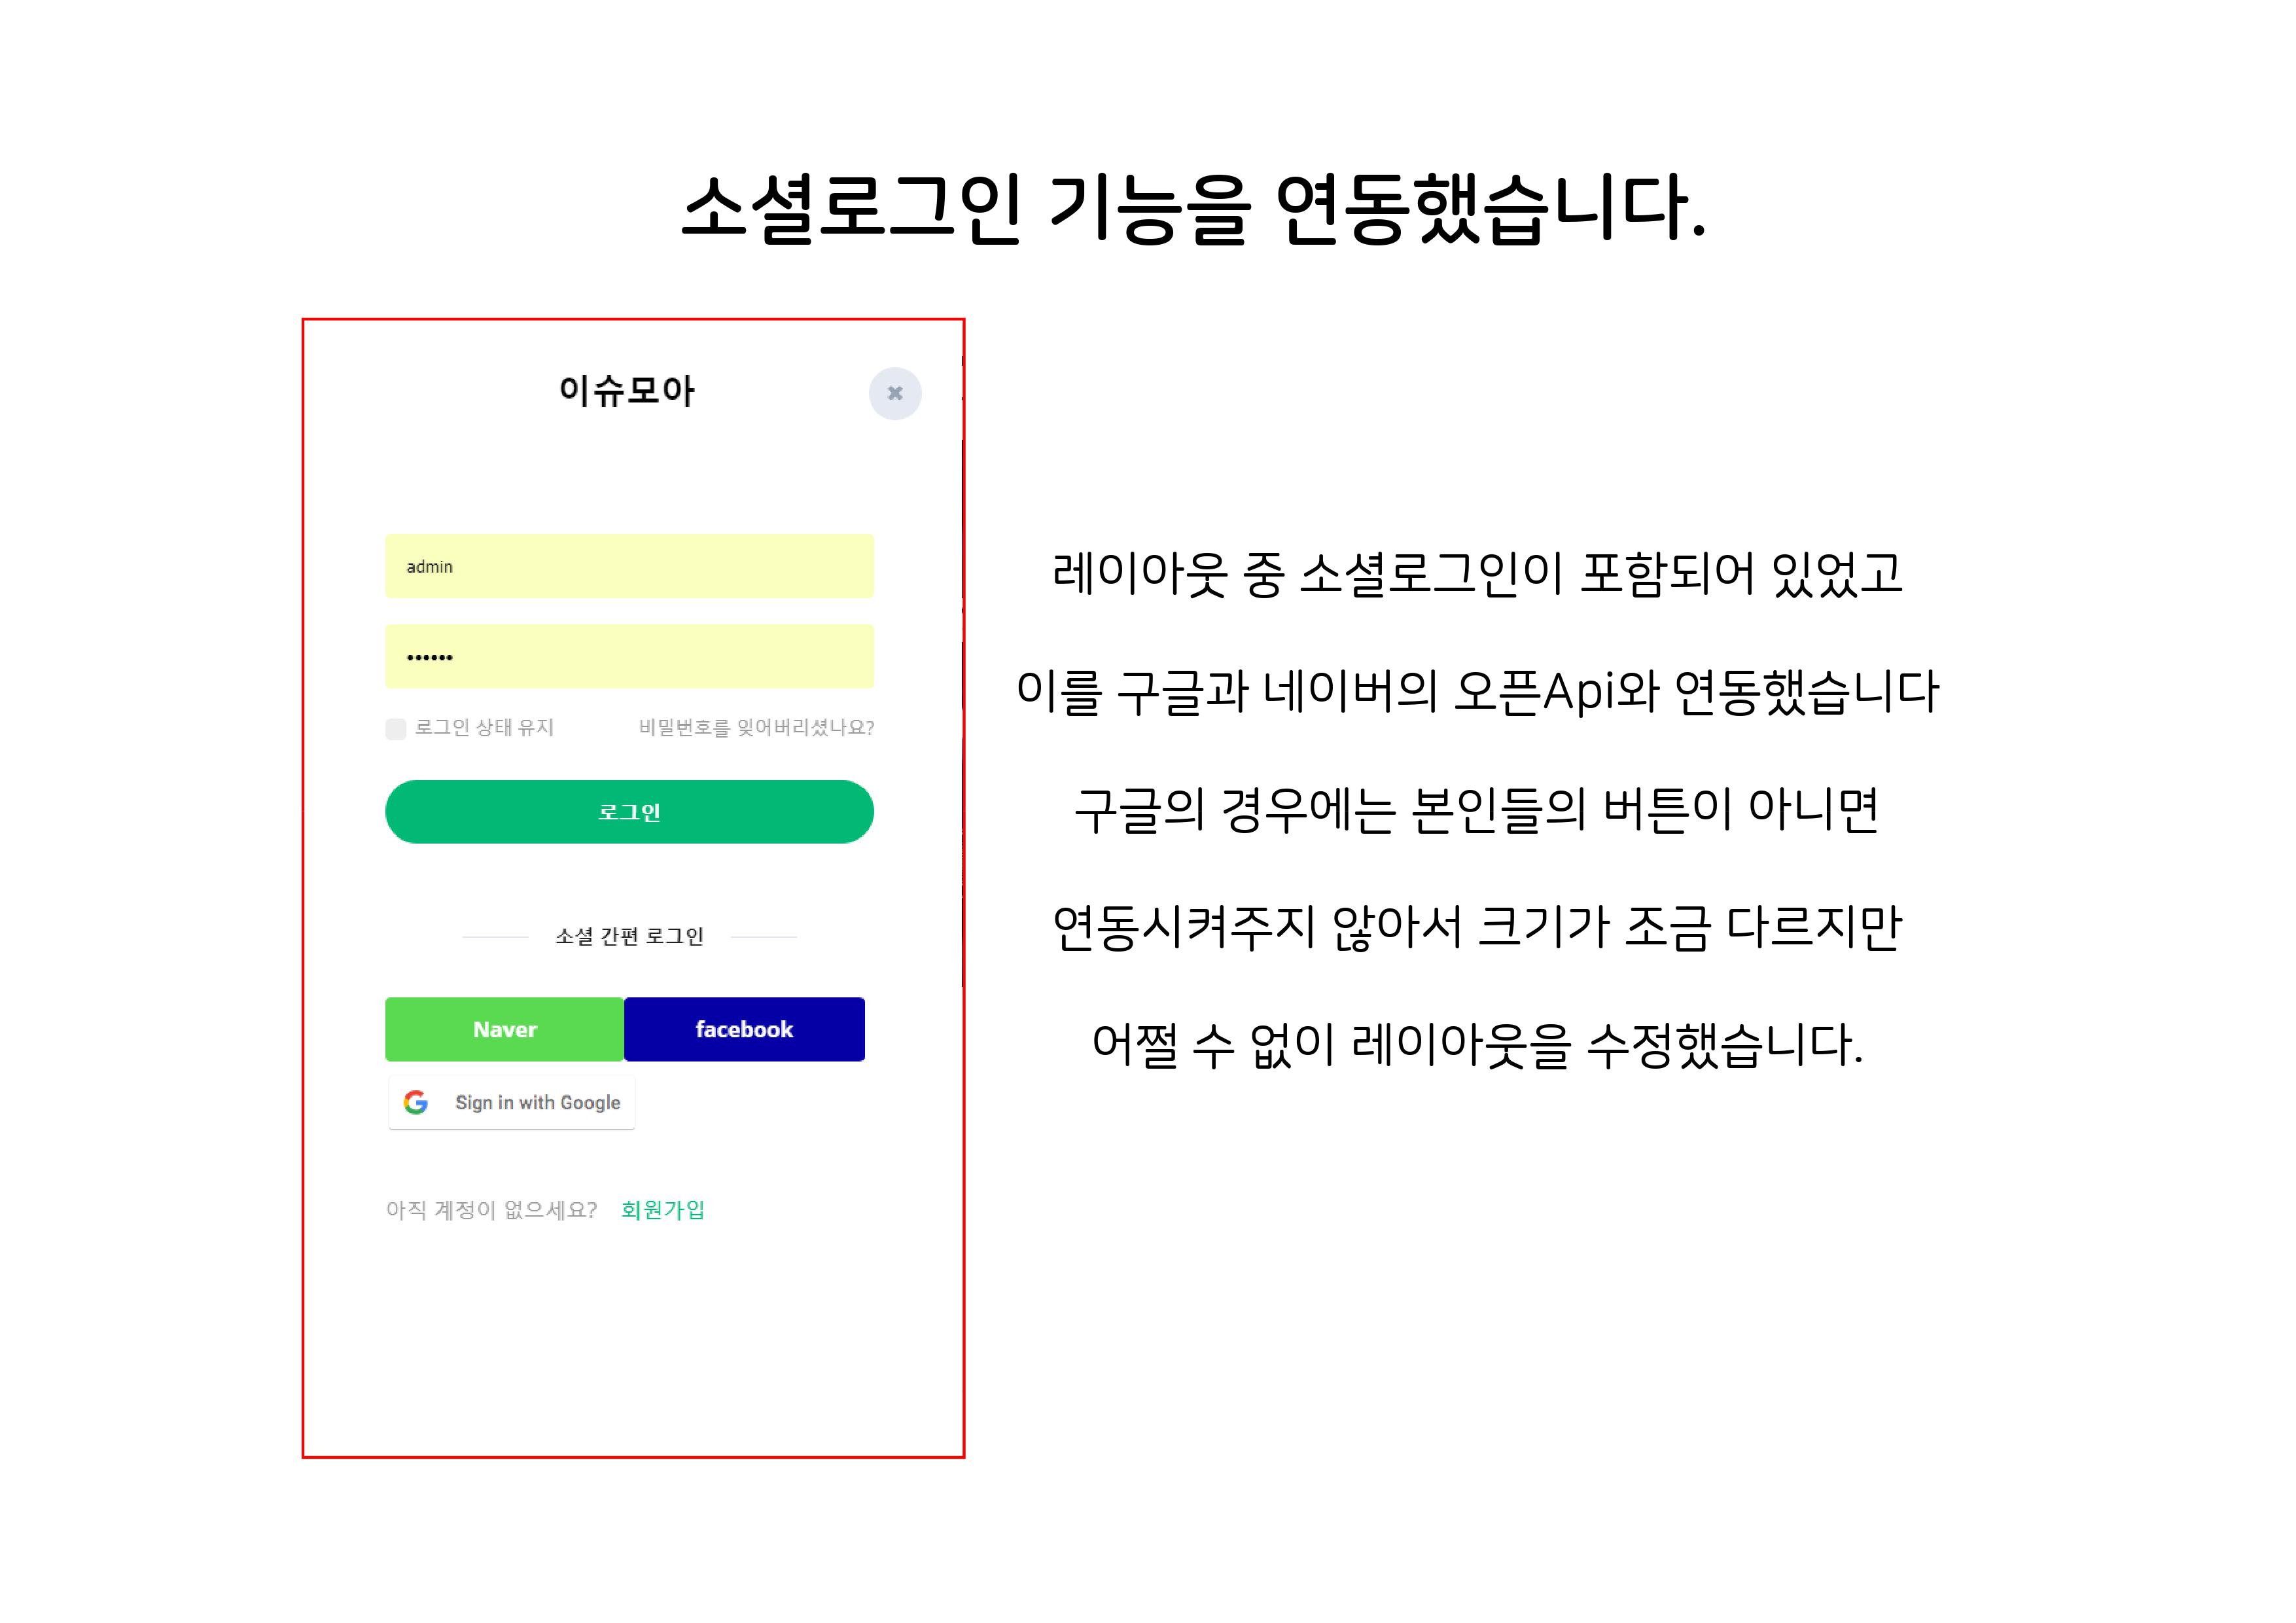 소셜로그인 기능을 연동했습니다.
이슈모아
admin
••••••
로그인 상태 유지
비밀번호를 잊어버리셨나요?
로그인
소셜 간편 로그인
Naver
facebook
Sign in with Google
아직 계정이 없으세요? 회원가입
레이아웃 중 소셜로그인이 포함되어 있었고
이를 구글과 네이버의 오픈Api와 연동했습니다
구글의 경우에는 본인들의 버튼이 아니면
연동시켜주지 않아서 크기가 조금 다르지만
어쩔 수 없이 레이아웃을 수정했습니다.